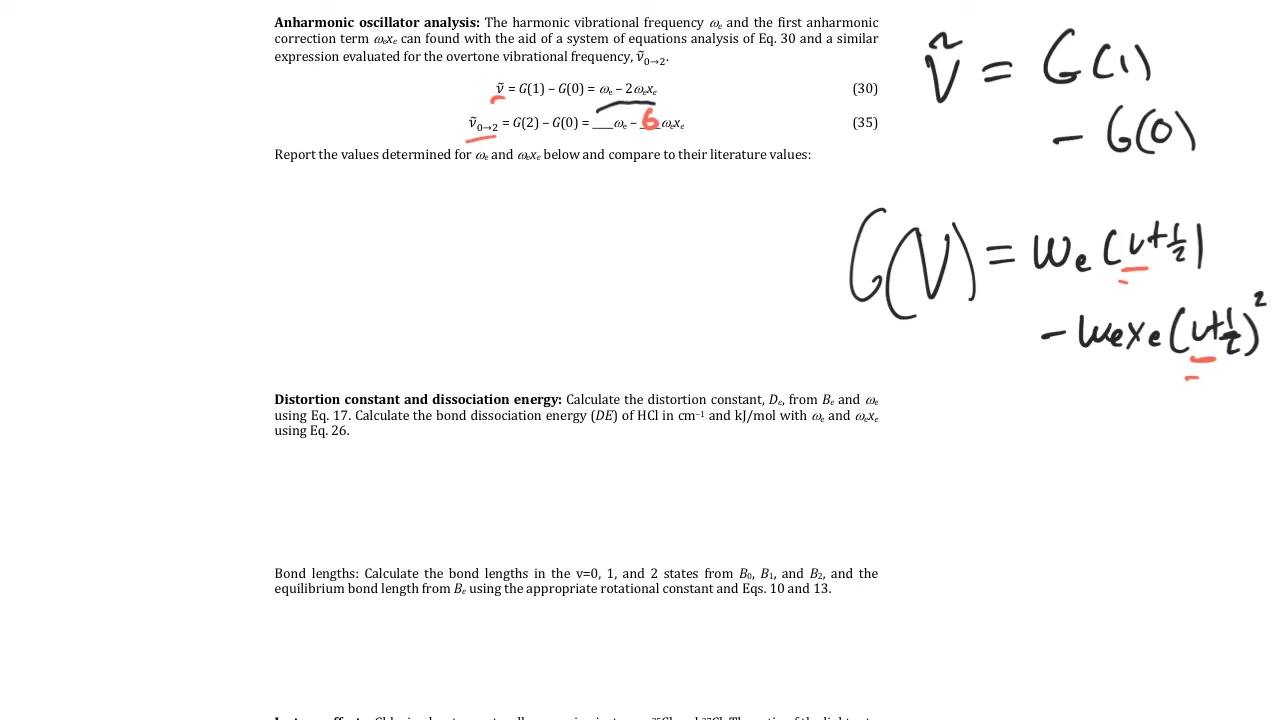 Anharmonic oscillator analysis: The harmonic vibrational frequency ωe and the first anharmonic
correction term ωexe can found with the aid of a system of equations analysis of Eq. 30 and a similar
expression evaluated for the overtone vibrational frequency, ṽ0→2.
ṽ = G(1) – G(0) = ωe – 2ωexe (30)
ṽ0→2 = G(2) – G(0) = ___ωe – 6ωexe (35)
Report the values determined for ωe and ωexe below and compare to their literature values:
ṽ = G(1)
- G(0)
G(v) = ωe (v+1/2)
- ωexe (v+1/2)²
Distortion constant and dissociation energy: Calculate the distortion constant, De, from Be and ωe
using Eq. 17. Calculate the bond dissociation energy (DE) of HCl in cm⁻¹ and kJ/mol with ωe and ωexe
using Eq. 26.
Bond lengths: Calculate the bond lengths in the v=0, 1, and 2 states from B0, B1, and B2, and the
equilibrium bond length from Be using the appropriate rotational constant and Eqs. 10 and 13.